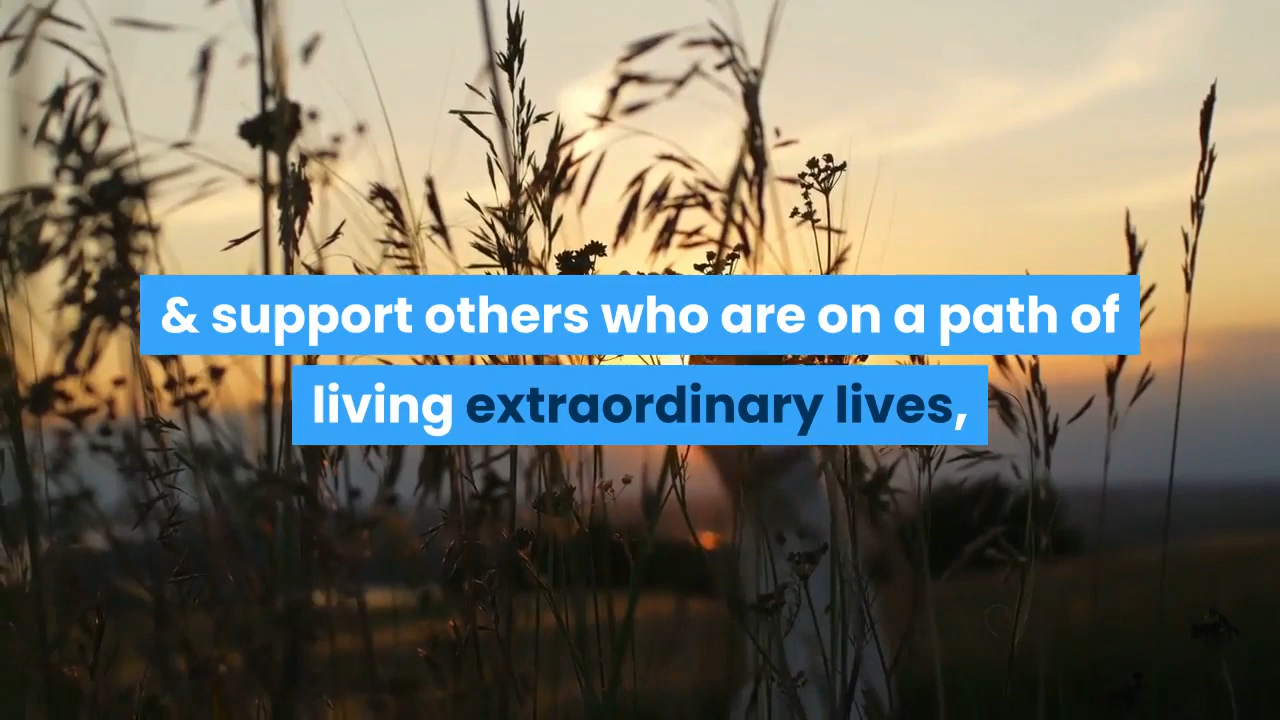 & support others who are on a path of
living extraordinary lives,